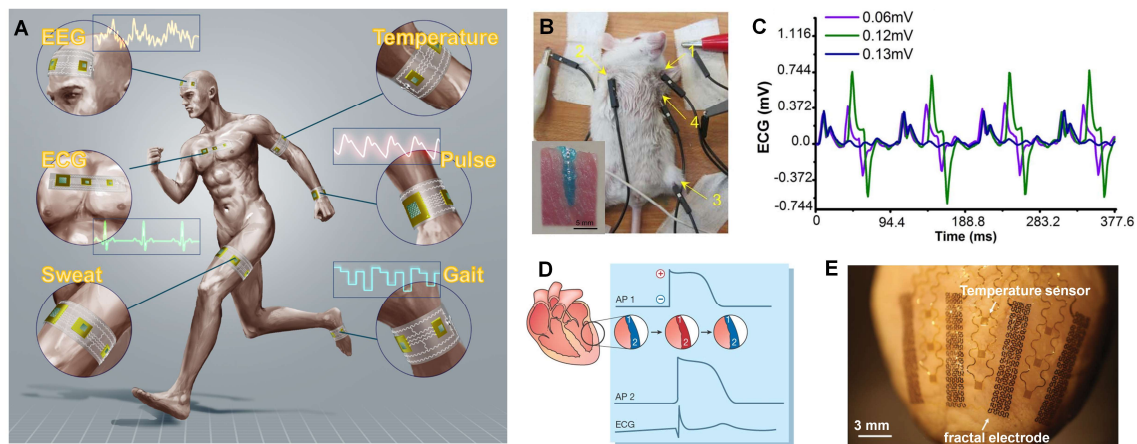 A
EEG
Temperature
ECG
Pulse
Sweat
Gait
B
2
1
4
3
5 mm
C
0.06mV
0.12mV
0.13mV
ECG (mV)
1.116
0.744
0.372
0.0
-0.372
-0.744
0
94.4
188.8
283.2
377.6
Time (ms)
D
+
−
AP 1
2
2
2
AP 2
ECG
E
Temperature sensor
3 mm
fractal electrode